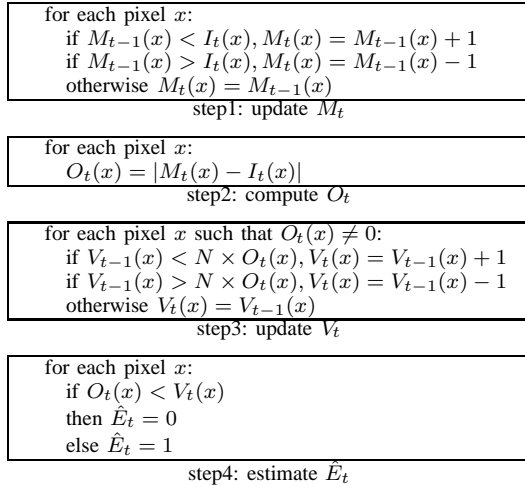 for each pixel x:
if M_{t−1}(x) < I_t(x), M_t(x) = M_{t−1}(x) + 1
if M_{t−1}(x) > I_t(x), M_t(x) = M_{t−1}(x) − 1
otherwise M_t(x) = M_{t−1}(x)
step1: update M_t
for each pixel x:
O_t(x) = |M_t(x) − I_t(x)|
step2: compute O_t
for each pixel x such that O_t(x) ≠ 0:
if V_{t−1}(x) < N × O_t(x), V_t(x) = V_{t−1}(x) + 1
if V_{t−1}(x) > N × O_t(x), V_t(x) = V_{t−1}(x) − 1
otherwise V_t(x) = V_{t−1}(x)
step3: update V_t
for each pixel x:
if O_t(x) < V_t(x)
then Ê_t = 0
else Ê_t = 1
step4: estimate Ê_t